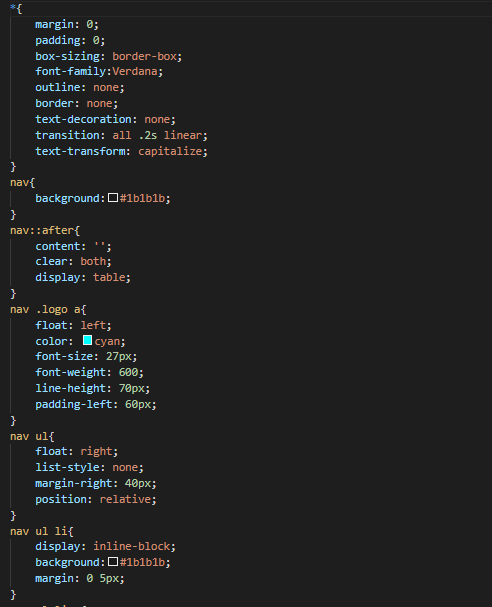 *{
margin: 0;
padding: 0;
box-sizing: border-box;
font-family:Verdana;
outline: none;
border: none;
text-decoration: none;
transition: all .2s linear;
text-transform: capitalize;
}
nav{
background:#1b1b1b;
}
nav::after{
content: '';
clear: both;
display: table;
}
nav .logo a{
float: left;
color: cyan;
font-size: 27px;
font-weight: 600;
line-height: 70px;
padding-left: 60px;
}
nav ul{
float: right;
list-style: none;
margin-right: 40px;
position: relative;
}
nav ul li{
display: inline-block;
background:#1b1b1b;
margin: 0 5px;
}